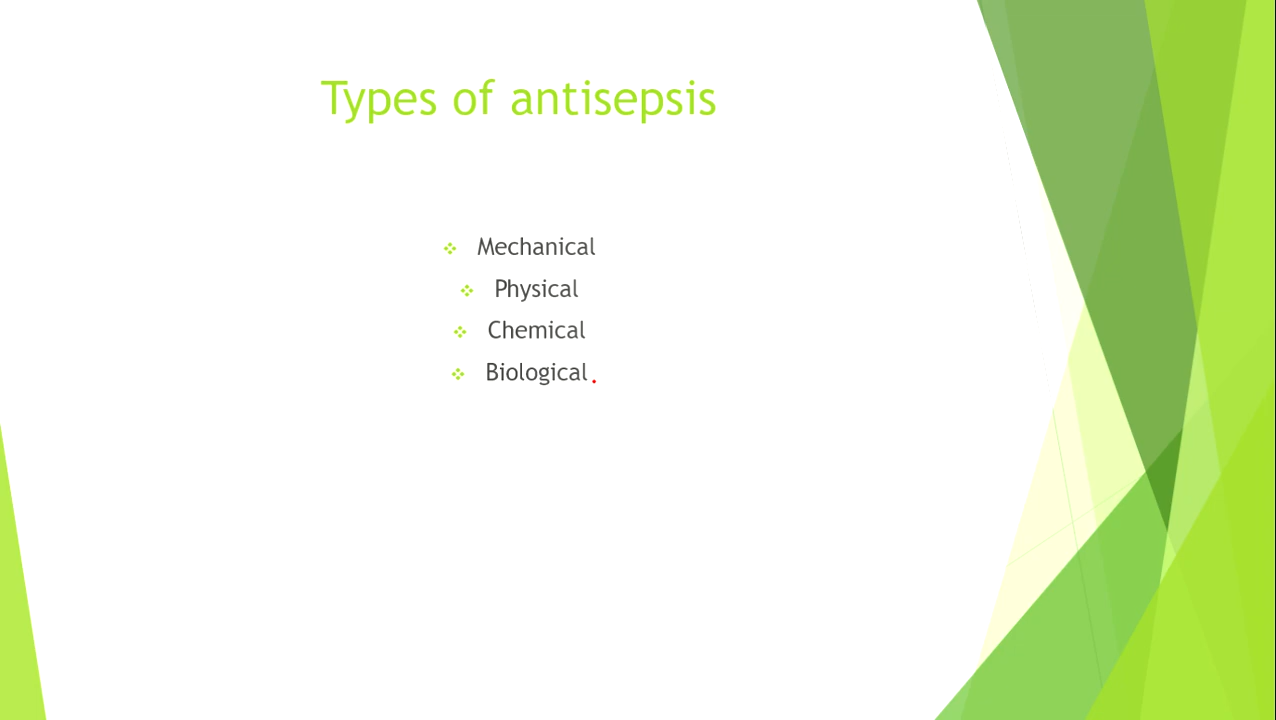 Types of antisepsis
Mechanical
Physical
Chemical
Biological.